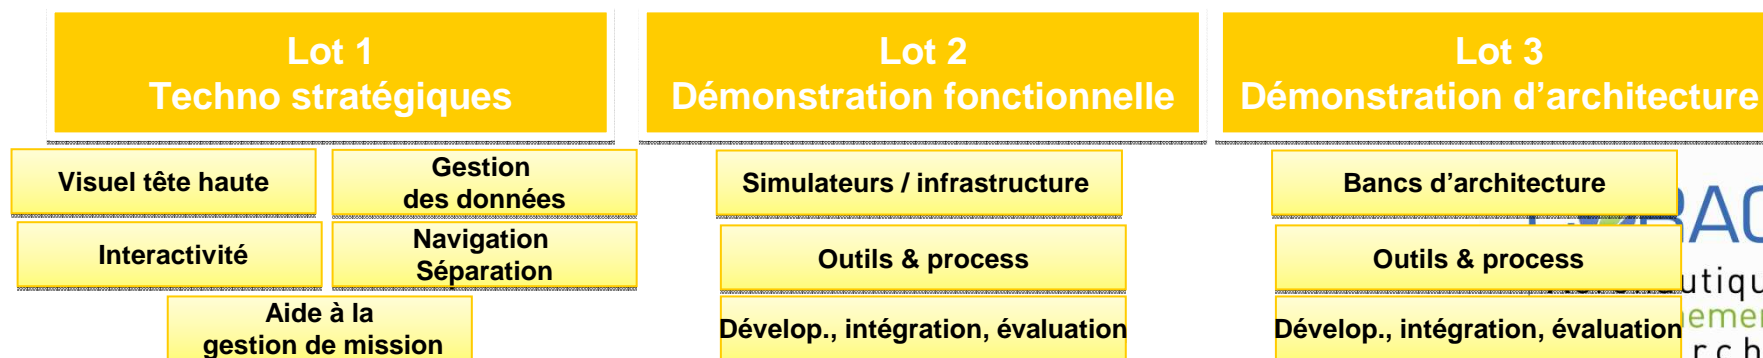 Lot 1
Techno stratégiques
Lot 2
Démonstration fonctionnelle
Lot 3
Démonstration d’architecture
Visuel tête haute
Gestion
des données
Interactivité
Navigation
Séparation
Aide à la
gestion de mission
Simulateurs / infrastructure
Outils & process
Dévelop., intégration, évaluation
Bancs d’architecture
Outils & process
Dévelop., intégration, évaluation